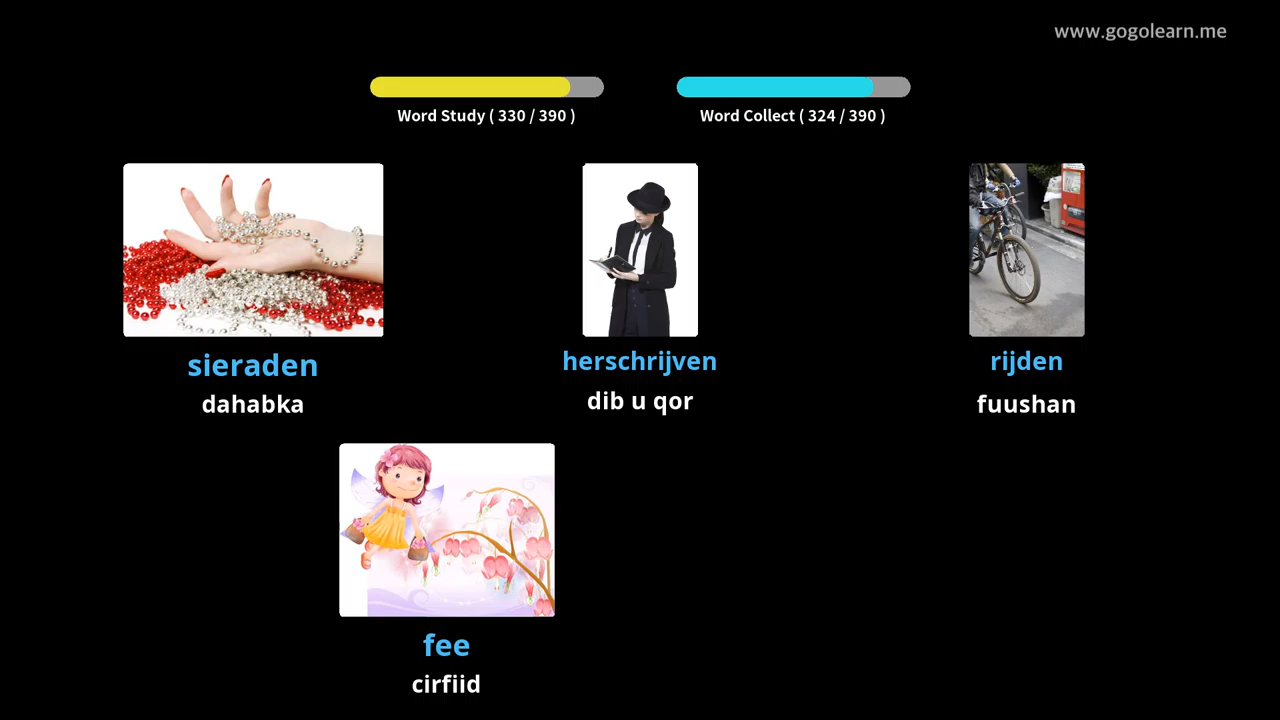 www.gogolearn.me
Word Study ( 330 / 390 )
Word Collect ( 324 / 390 )
sieraden
dahabka
herschrijven
dib u qor
rijden
fuushan
fee
cirfiid